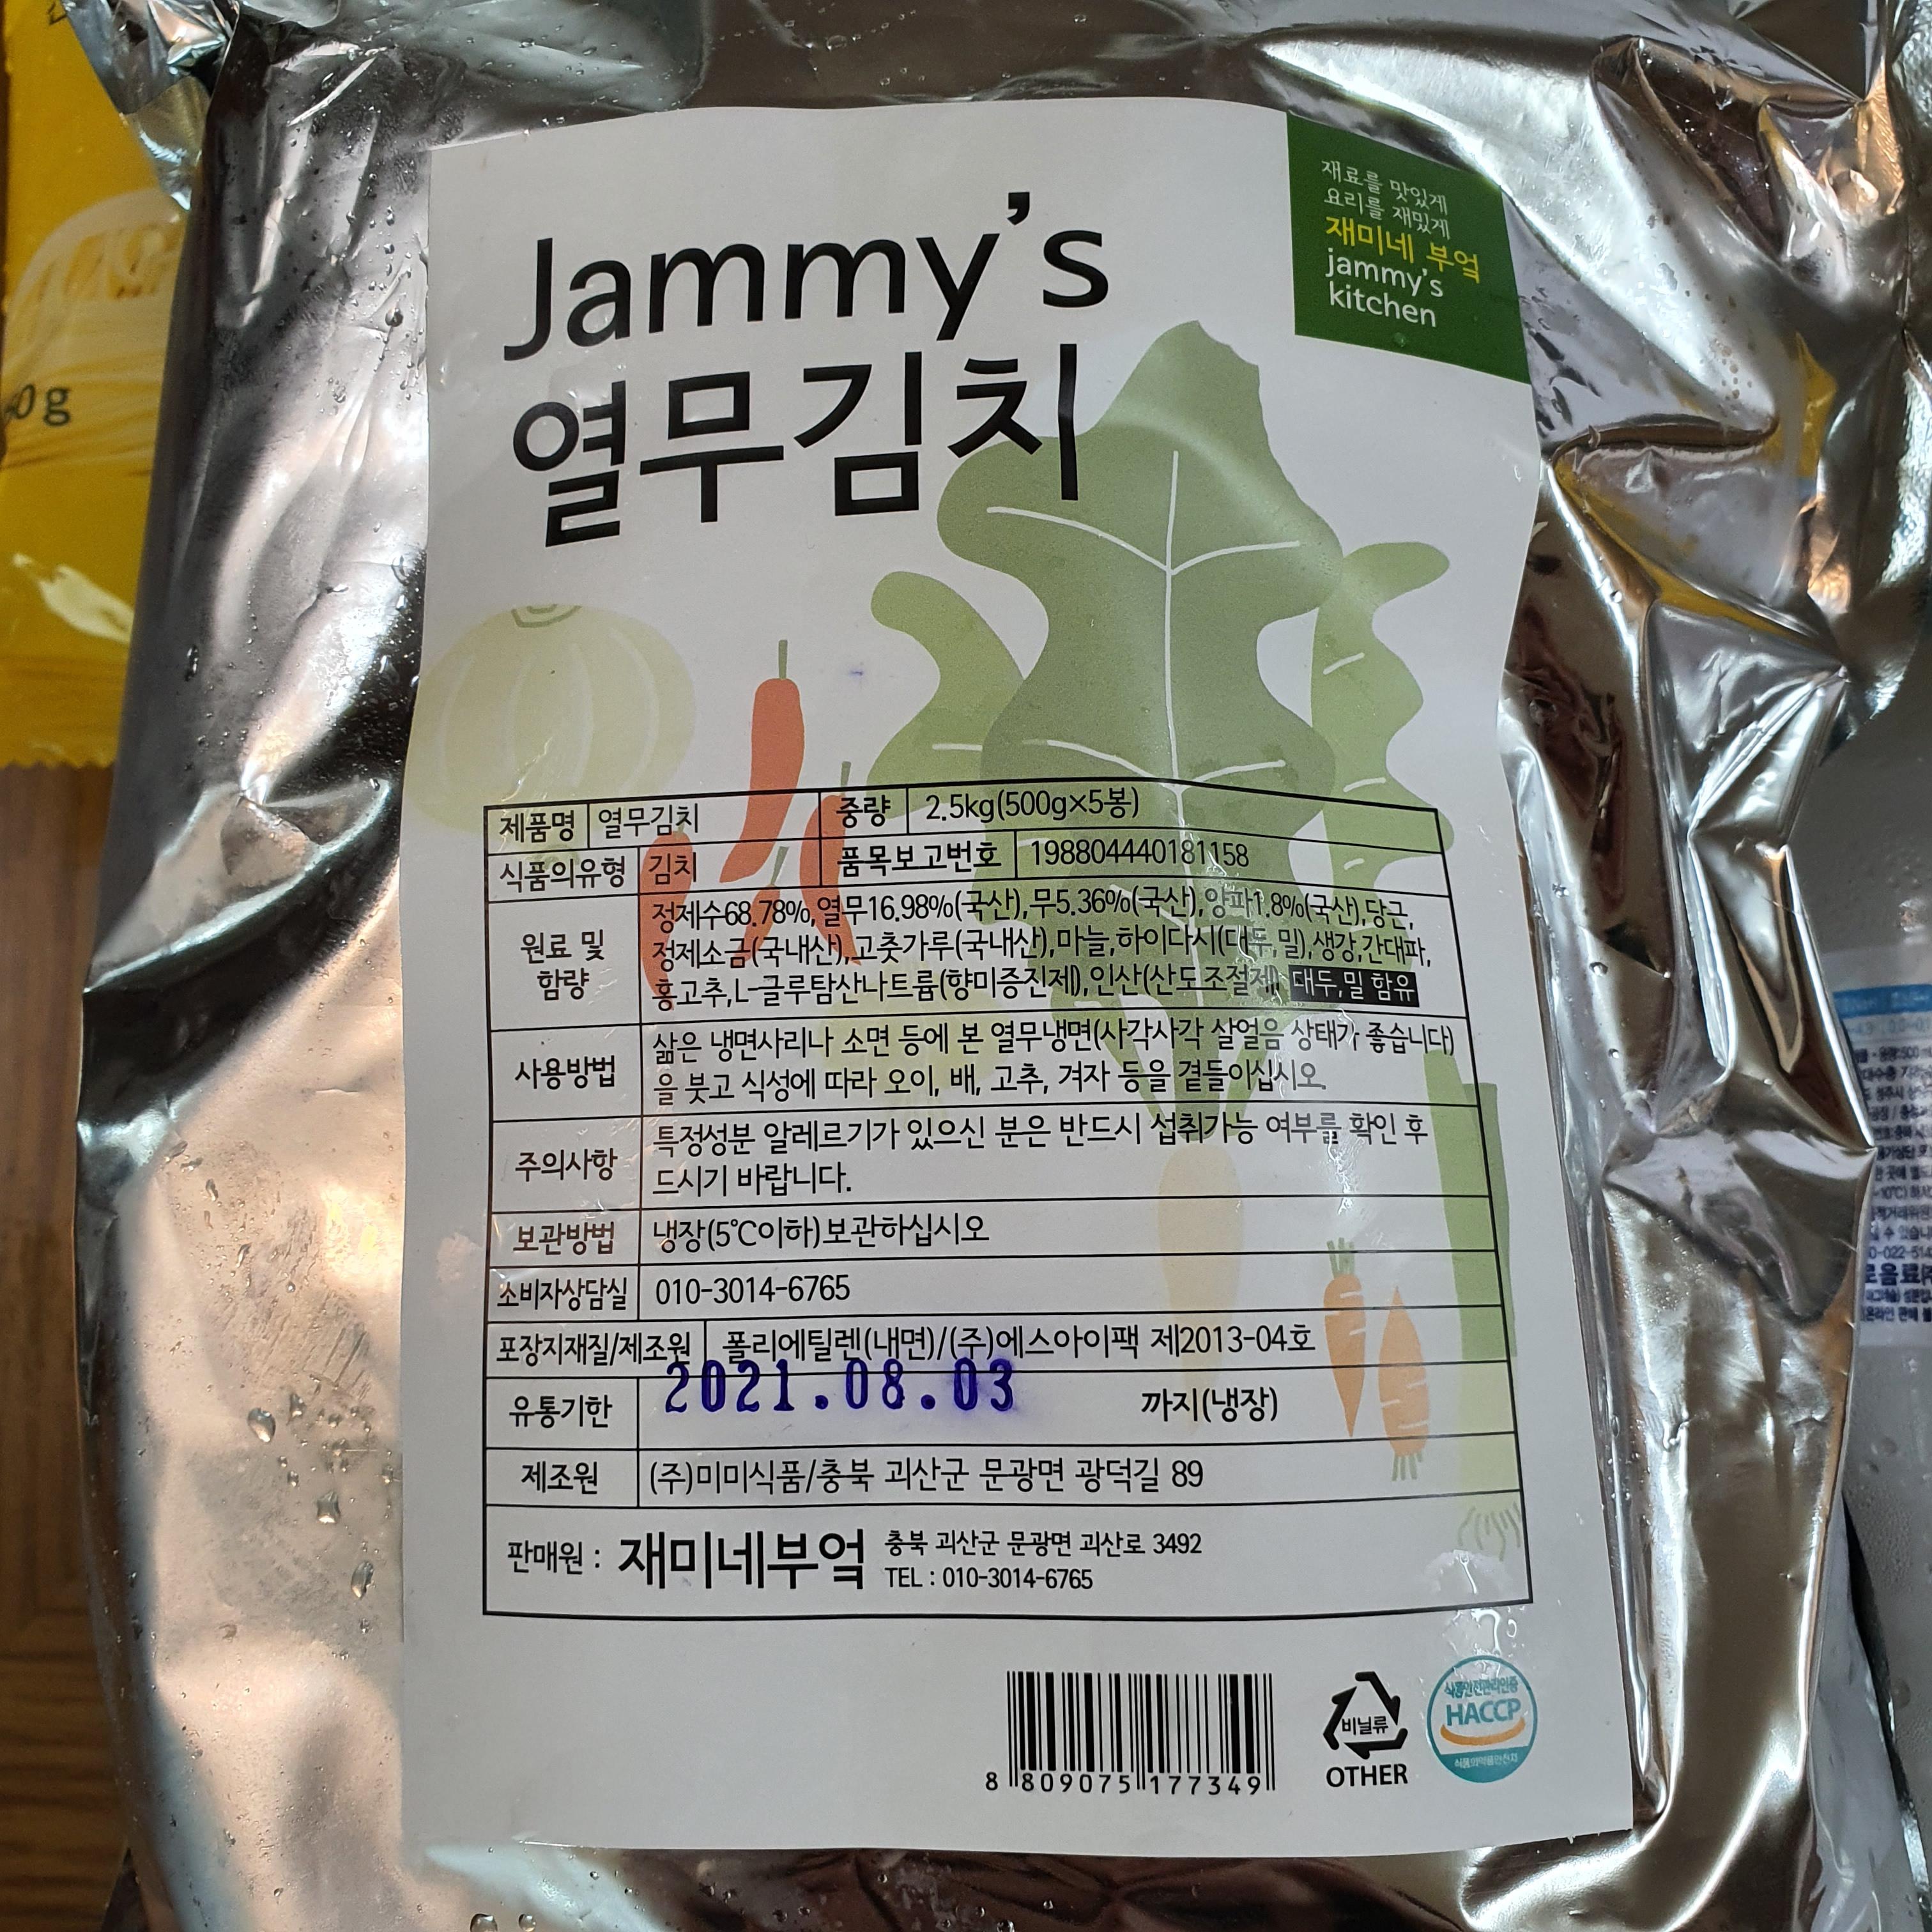 Jammy's
열무김치
재료를 맛있게
요리를 재밌게
재미네 부엌
jammy's
kitchen
제품명 열무김치 중량 2.5kg(500g×5봉)
식품의유형 김치 품목보고번호 198804440181158
원료 및 함량
정제수68.78%,열무16.98%(국산),무5.36%(국산),양파1.8%(국산),당근,
정제소금(국내산),고춧가루(국내산),마늘,하이다시(대두,밀),생강,간대파,
홍고추,L-글루탐산나트륨(향미증진제),인산(산도조절제) 대두,밀 함유
사용방법
삶은 냉면사리나 소면 등에 본 열무냉면(사각사각 살얼음 상태가 좋습니다)
을 붓고 식성에 따라 오이, 배, 고추, 겨자 등을 곁들이십시오.
주의사항
특정성분 알레르기가 있으신 분은 반드시 섭취가능 여부를 확인 후
드시기 바랍니다.
보관방법 냉장(5℃이하)보관하십시오
소비자상담실 010-3014-6765
포장지재질/제조원 폴리에틸렌(내면)/(주)에스아이팩 제2013-04호
유통기한 2021.08.03 까지(냉장)
제조원 (주)미미식품/충북 괴산군 문광면 광덕길 89
판매원 : 재미네부엌
충북 괴산군 문광면 괴산로 3492
TEL : 010-3014-6765
8 809075 177349
비닐류
OTHER
식품안전관리인증
HACCP
식품의약품안전처